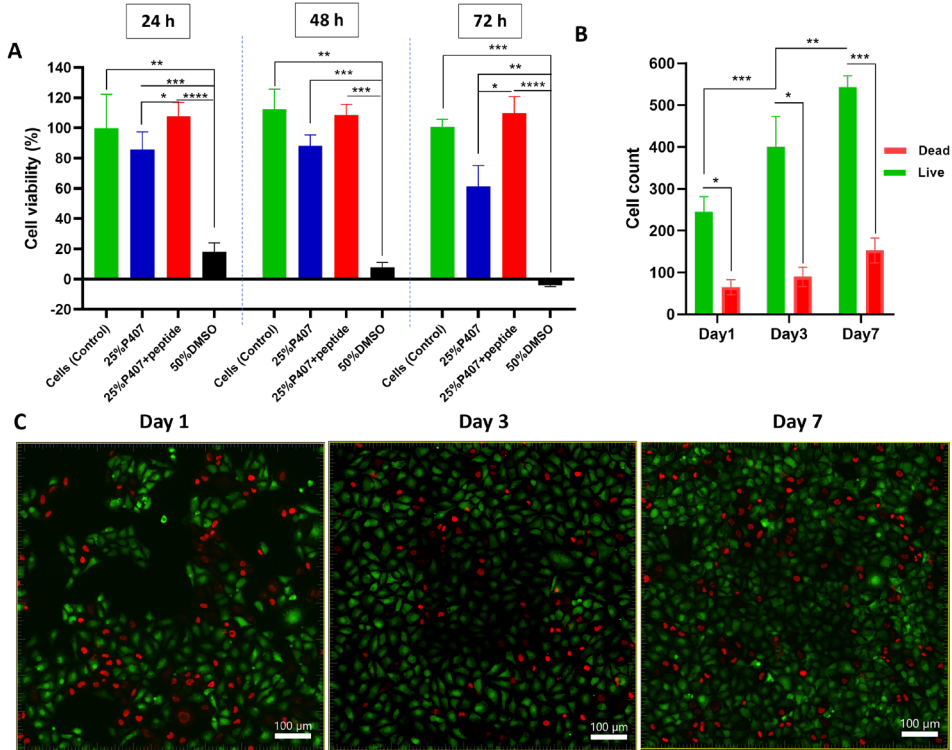 A
24 h
48 h
72 h
Cell viability (%)
140
120
100
80
60
40
20
0
-20
**
***
*
****
**
***
***
***
**
*
****
Cells (Control)
25%P407
25%P407+peptide
50%DMSO
Cells (Control)
25%P407
25%P407+peptide
50%DMSO
Cells (Control)
25%P407
25%P407+peptide
50%DMSO
B
Cell count
600
500
400
300
200
100
0
***
**
*
*
***
Dead
Live
Day1
Day3
Day7
C
Day 1
Day 3
Day 7
100 µm
100 µm
100 µm